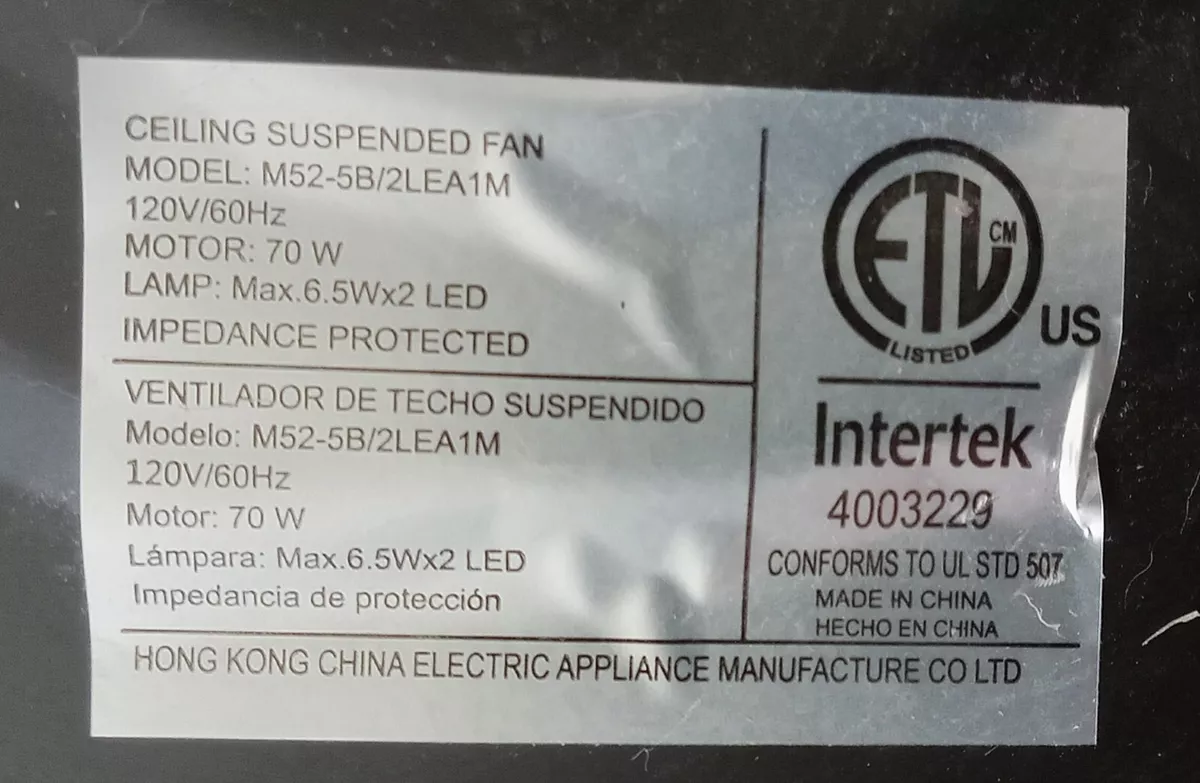 CEILING SUSPENDED FAN
MODEL: M52-5B/2LEA1M
120V/60Hz
MOTOR: 70 W
LAMP: Max.6.5Wx2 LED
IMPEDANCE PROTECTED
VENTILADOR DE TECHO SUSPENDIDO
Modelo: M52-5B/2LEA1M
120V/60Hz
Motor: 70 W
Lámpara: Max.6.5Wx2 LED
Impedancia de protección
ETL CM
LISTED
US
Intertek
4003229
CONFORMS TO UL STD 507
MADE IN CHINA
HECHO EN CHINA
HONG KONG CHINA ELECTRIC APPLIANCE MANUFACTURE CO LTD